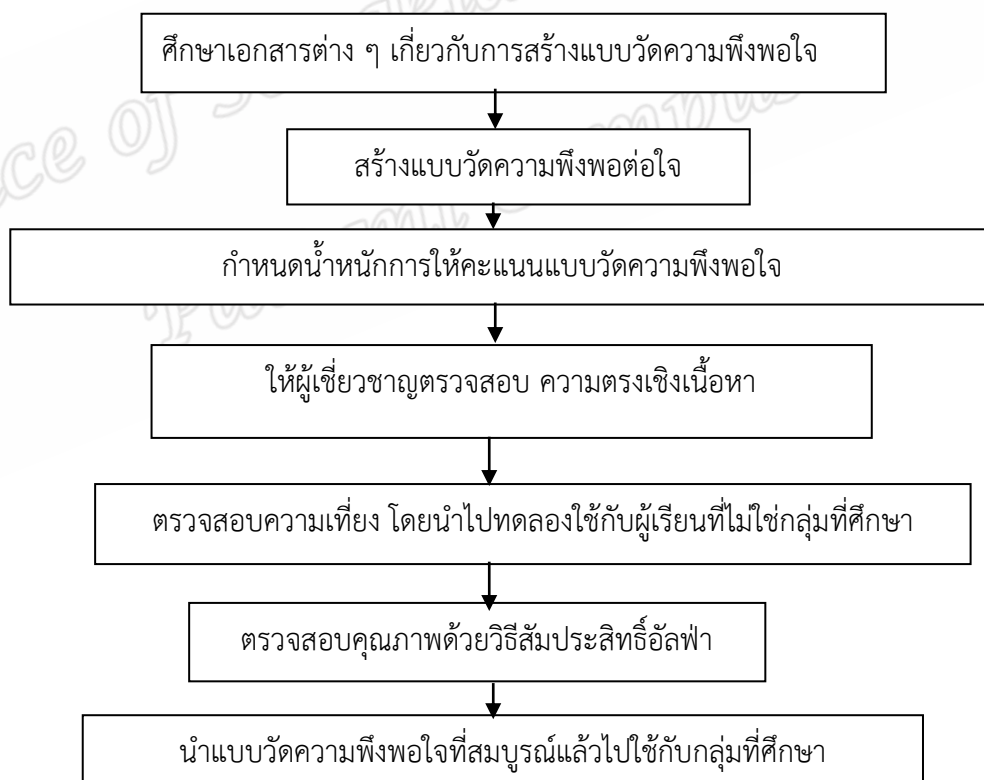 ศึกษาเอกสารต่าง ๆ เกี่ยวกับการสร้างแบบวัดความพึงพอใจ
สร้างแบบวัดความพึงพอต่อใจ
กำหนดน้ำหนักการให้คะแนนแบบวัดความพึงพอใจ
ให้ผู้เชี่ยวชาญตรวจสอบ ความตรงเชิงเนื้อหา
ตรวจสอบความเที่ยง โดยนำไปทดลองใช้กับผู้เรียนที่ไม่ใช่กลุ่มที่ศึกษา
ตรวจสอบคุณภาพด้วยวิธีสัมประสิทธิ์อัลฟ่า
นำแบบวัดความพึงพอใจที่สมบูรณ์แล้วไปใช้กับกลุ่มที่ศึกษา